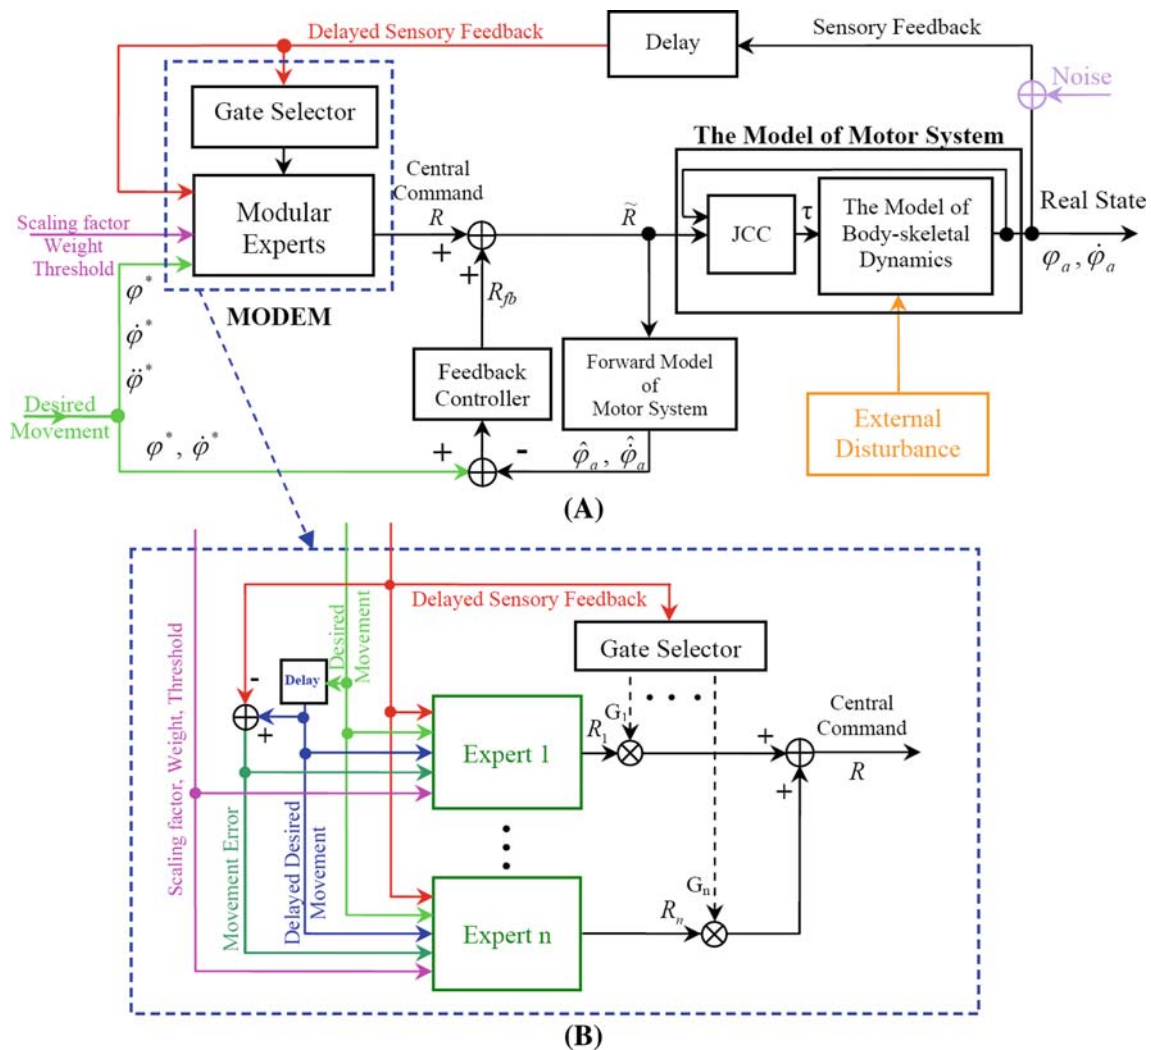 Delayed Sensory Feedback
Delay
Sensory Feedback
Noise
Gate Selector
The Model of Motor System
Modular
Experts
Central
Command
R
+
+
R̃
JCC
τ
The Model of
Body-skeletal
Dynamics
Real State
φₐ, φ̇ₐ
Scaling factor
Weight
Threshold
φ*
φ̇*
φ̈*
MODEM
R_fb
Feedback
Controller
Forward Model
of
Motor System
External
Disturbance
Desired
Movement
φ*, φ̇*
+
-
φ̂ₐ, φ̇̂ₐ
(A)
Delayed Sensory Feedback
Gate Selector
Scaling factor, Weight, Threshold
Desired
Movement
Delay
-
+
Movement Error
Delayed Desired
Movement
Expert 1
R₁
G₁
• • •
+
+
Central
Command
R
•
•
•
Expert n
Rₙ
Gₙ
(B)